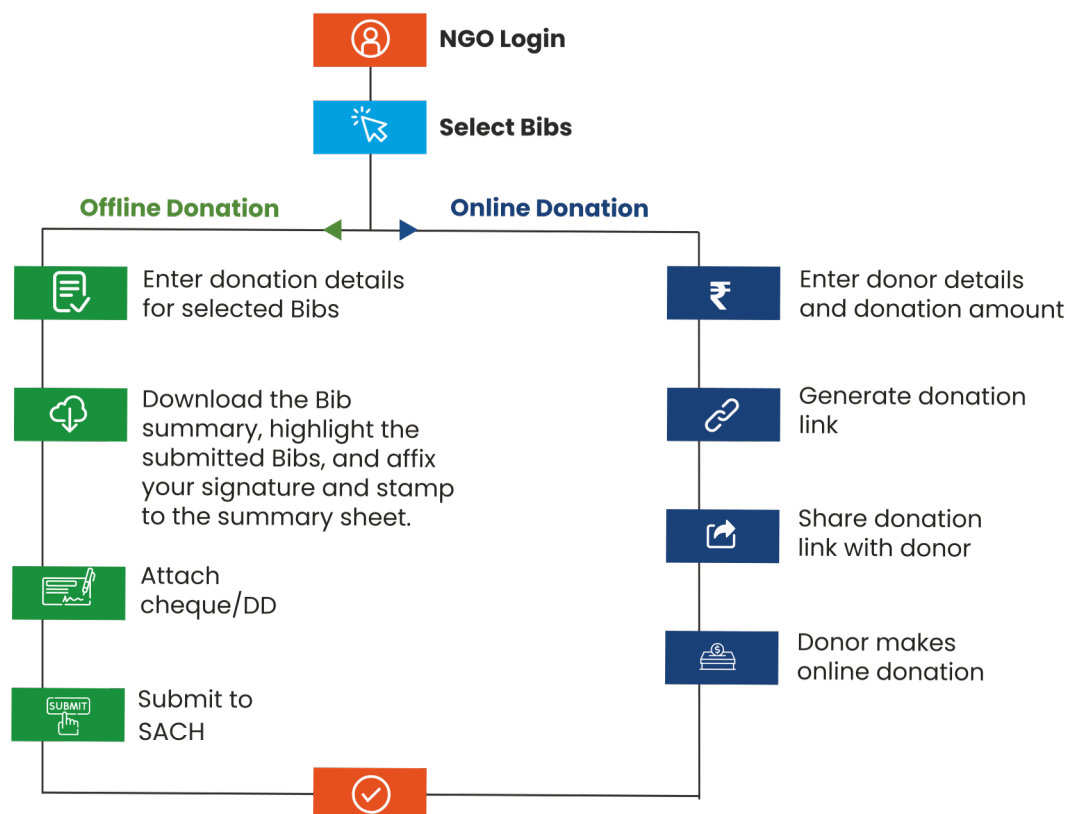 NGO Login
Select Bibs
Offline Donation
Online Donation
Enter donation details
for selected Bibs
Download the Bib
summary, highlight the
submitted Bibs, and affix
your signature and stamp
to the summary sheet.
Attach
cheque/DD
SUBMIT
Submit to
SACH
₹
Enter donor details
and donation amount
Generate donation
link
Share donation
link with donor
$
Donor makes
online donation